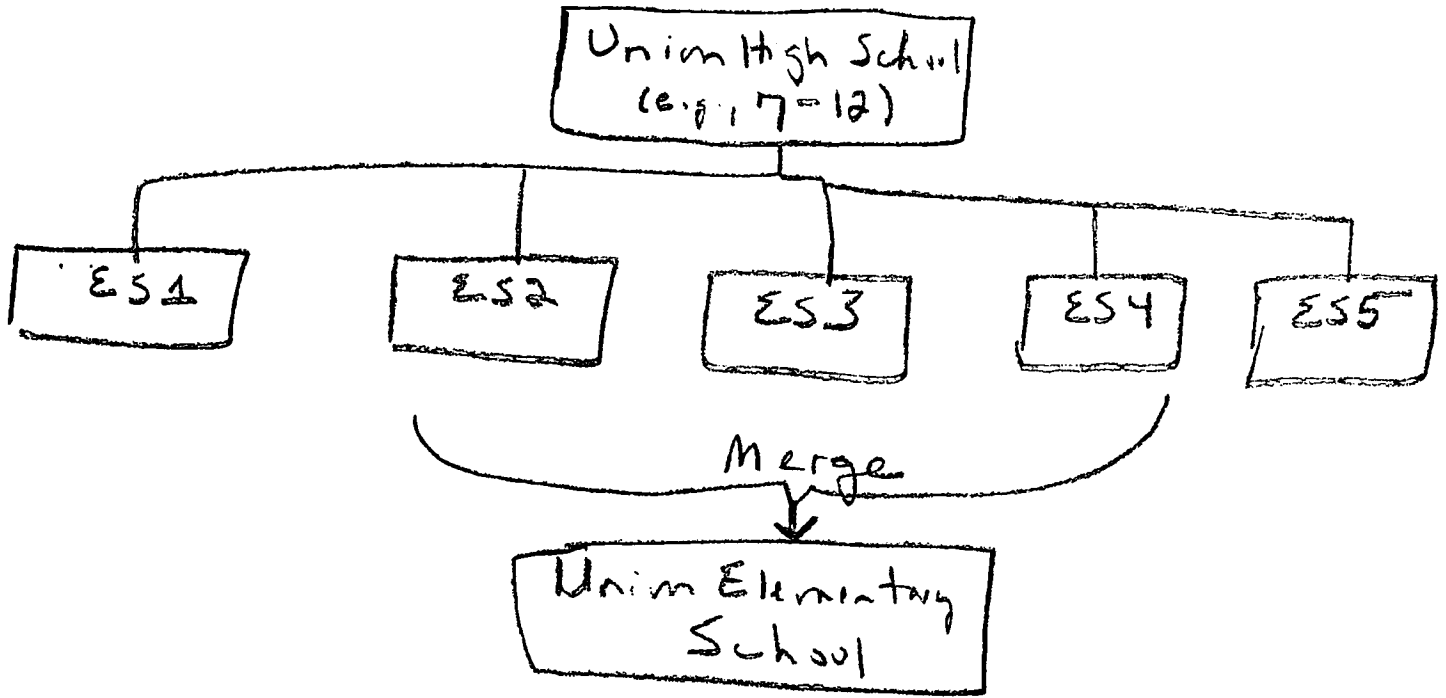 Union High School
(e.g., 7-12)
ES1
ES2
ES3
ES4
ES5
Merge
Union Elementary
School